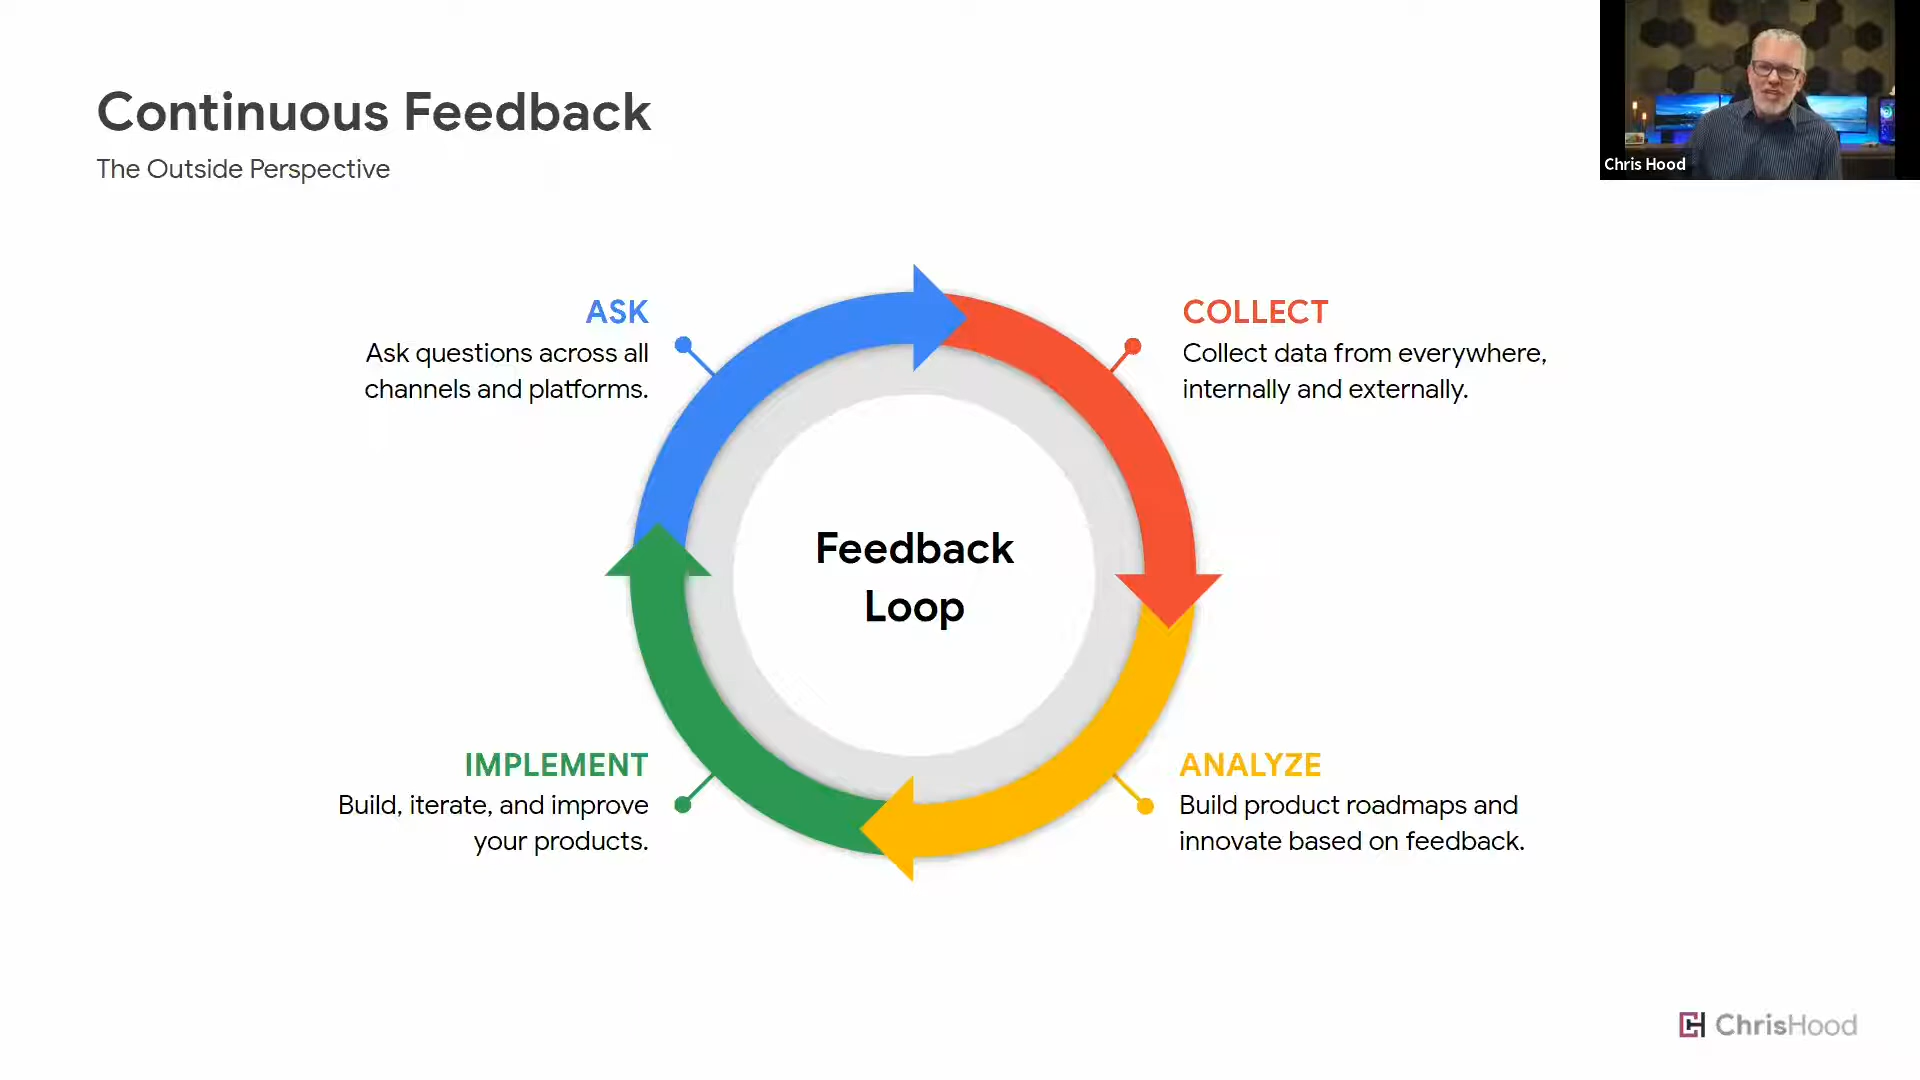 Continuous Feedback
The Outside Perspective
Chris Hood
ASK
Ask questions across all
channels and platforms.
COLLECT
Collect data from everywhere,
internally and externally.
Feedback
Loop
IMPLEMENT
Build, iterate, and improve
your products.
ANALYZE
Build product roadmaps and
innovate based on feedback.
ChrisHood